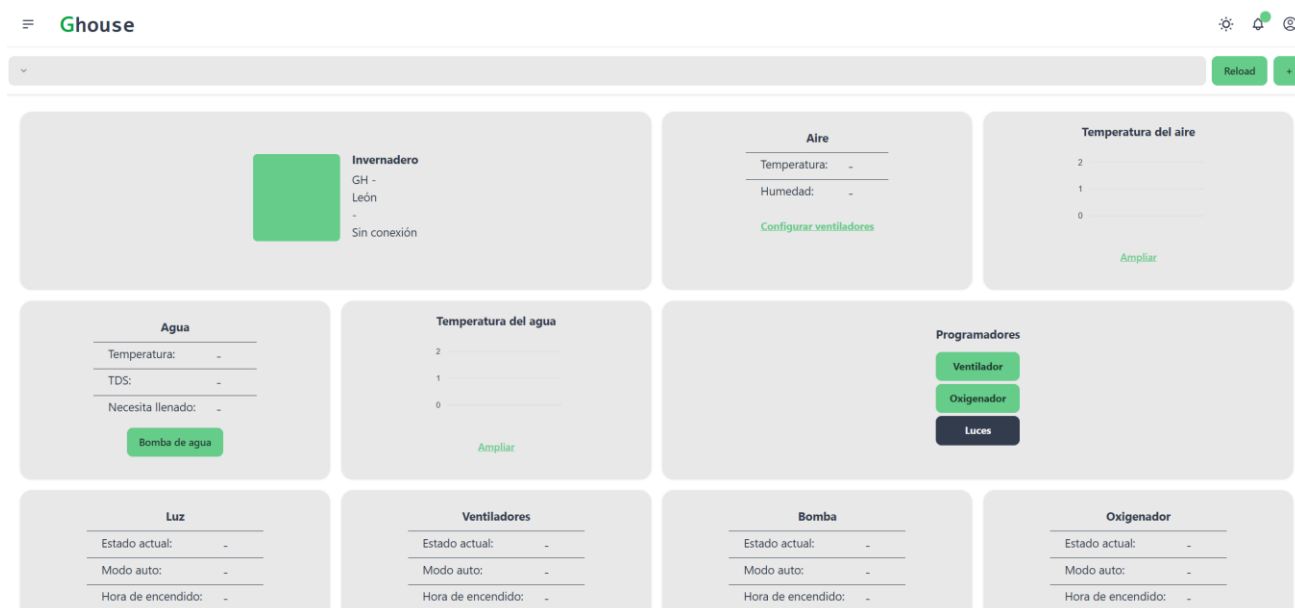 Ghouse
Reload
+
Invernadero
GH -
León
-
Sin conexión
Aire
Temperatura: -
Humedad: -
Configurar ventiladores
Temperatura del aire
2
1
0
Ampliar
Agua
Temperatura: -
TDS: -
Necesita llenado: -
Bomba de agua
Temperatura del agua
2
1
0
Ampliar
Programadores
Ventilador
Oxigenador
Luces
Luz
Estado actual: -
Modo auto: -
Hora de encendido: -
Ventiladores
Estado actual: -
Modo auto: -
Hora de encendido: -
Bomba
Estado actual: -
Modo auto: -
Hora de encendido: -
Oxigenador
Estado actual: -
Modo auto: -
Hora de encendido: -